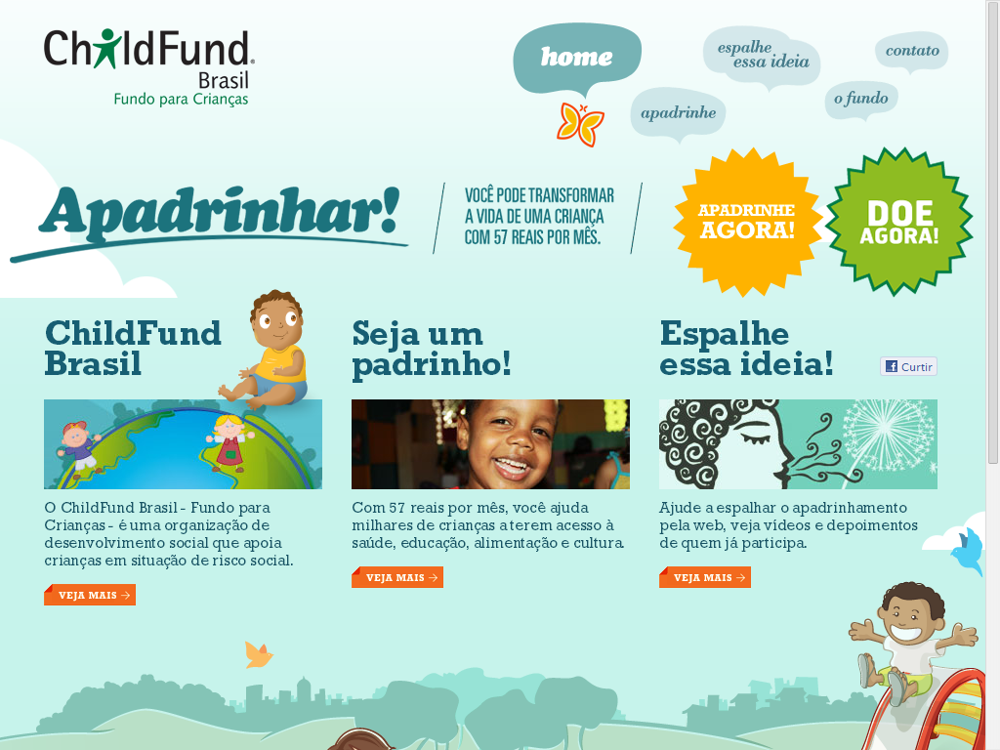 ChildFund®
Brasil
Fundo para Crianças
home
espalhe
essa ideia
contato
apadrinhe
o fundo
Apadrinhar!
VOCÊ PODE TRANSFORMAR
A VIDA DE UMA CRIANÇA
COM 57 REAIS POR MÊS.
APADRINHE
AGORA!
DOE
AGORA!
ChildFund
Brasil
O ChildFund Brasil - Fundo para
Crianças - é uma organização de
desenvolvimento social que apoia
crianças em situação de risco social.
VEJA MAIS →
Seja um
padrinho!
Com 57 reais por mês, você ajuda
milhares de crianças a terem acesso à
saúde, educação, alimentação e cultura.
VEJA MAIS →
Espalhe
essa ideia!
Curtir
Ajude a espalhar o apadrinhamento
pela web, veja vídeos e depoimentos
de quem já participa.
VEJA MAIS →